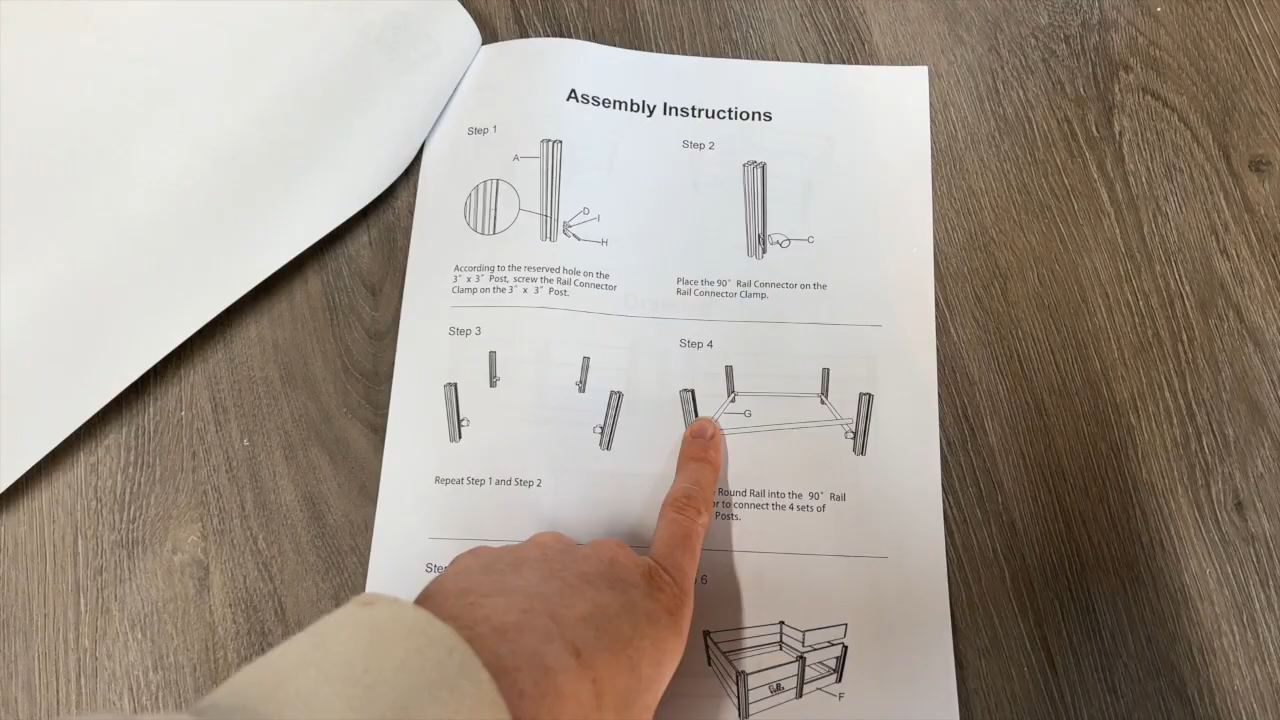 Assembly Instructions
Step 1
A
D
I
H
According to the reserved hole on the
3" x 3" Post, screw the Rail Connector
Clamp on the 3" x 3" Post.
Step 2
C
Place the 90° Rail Connector on the
Rail Connector Clamp.
Step 3
Repeat Step 1 and Step 2
Step 4
G
Round Rail into the 90° Rail
to connect the 4 sets of
Posts.
6
F